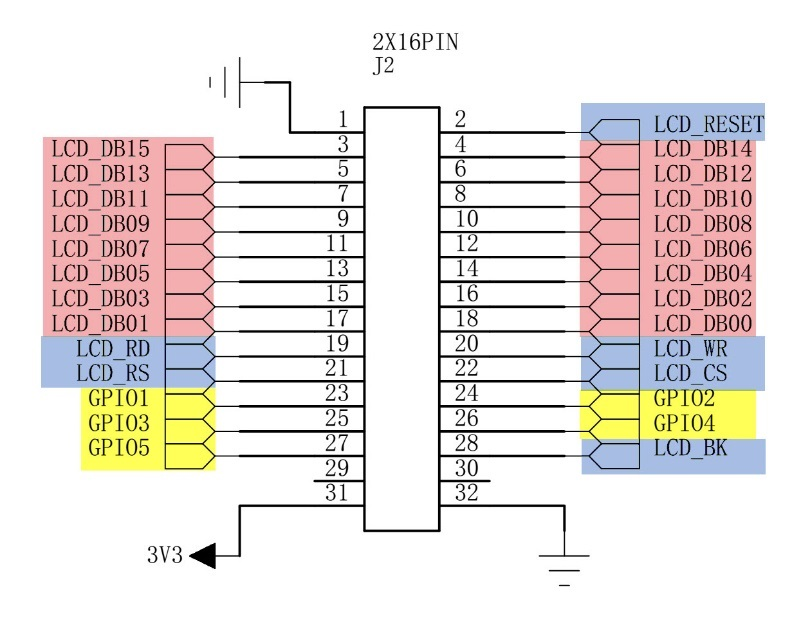 2X16PIN
J2
1 2 LCD_RESET
LCD_DB15 3 4 LCD_DB14
LCD_DB13 5 6 LCD_DB12
LCD_DB11 7 8 LCD_DB10
LCD_DB09 9 10 LCD_DB08
LCD_DB07 11 12 LCD_DB06
LCD_DB05 13 14 LCD_DB04
LCD_DB03 15 16 LCD_DB02
LCD_DB01 17 18 LCD_DB00
LCD_RD 19 20 LCD_WR
LCD_RS 21 22 LCD_CS
GPIO1 23 24 GPIO2
GPIO3 25 26 GPIO4
GPIO5 27 28 LCD_BK
29 30
31 32
3V3